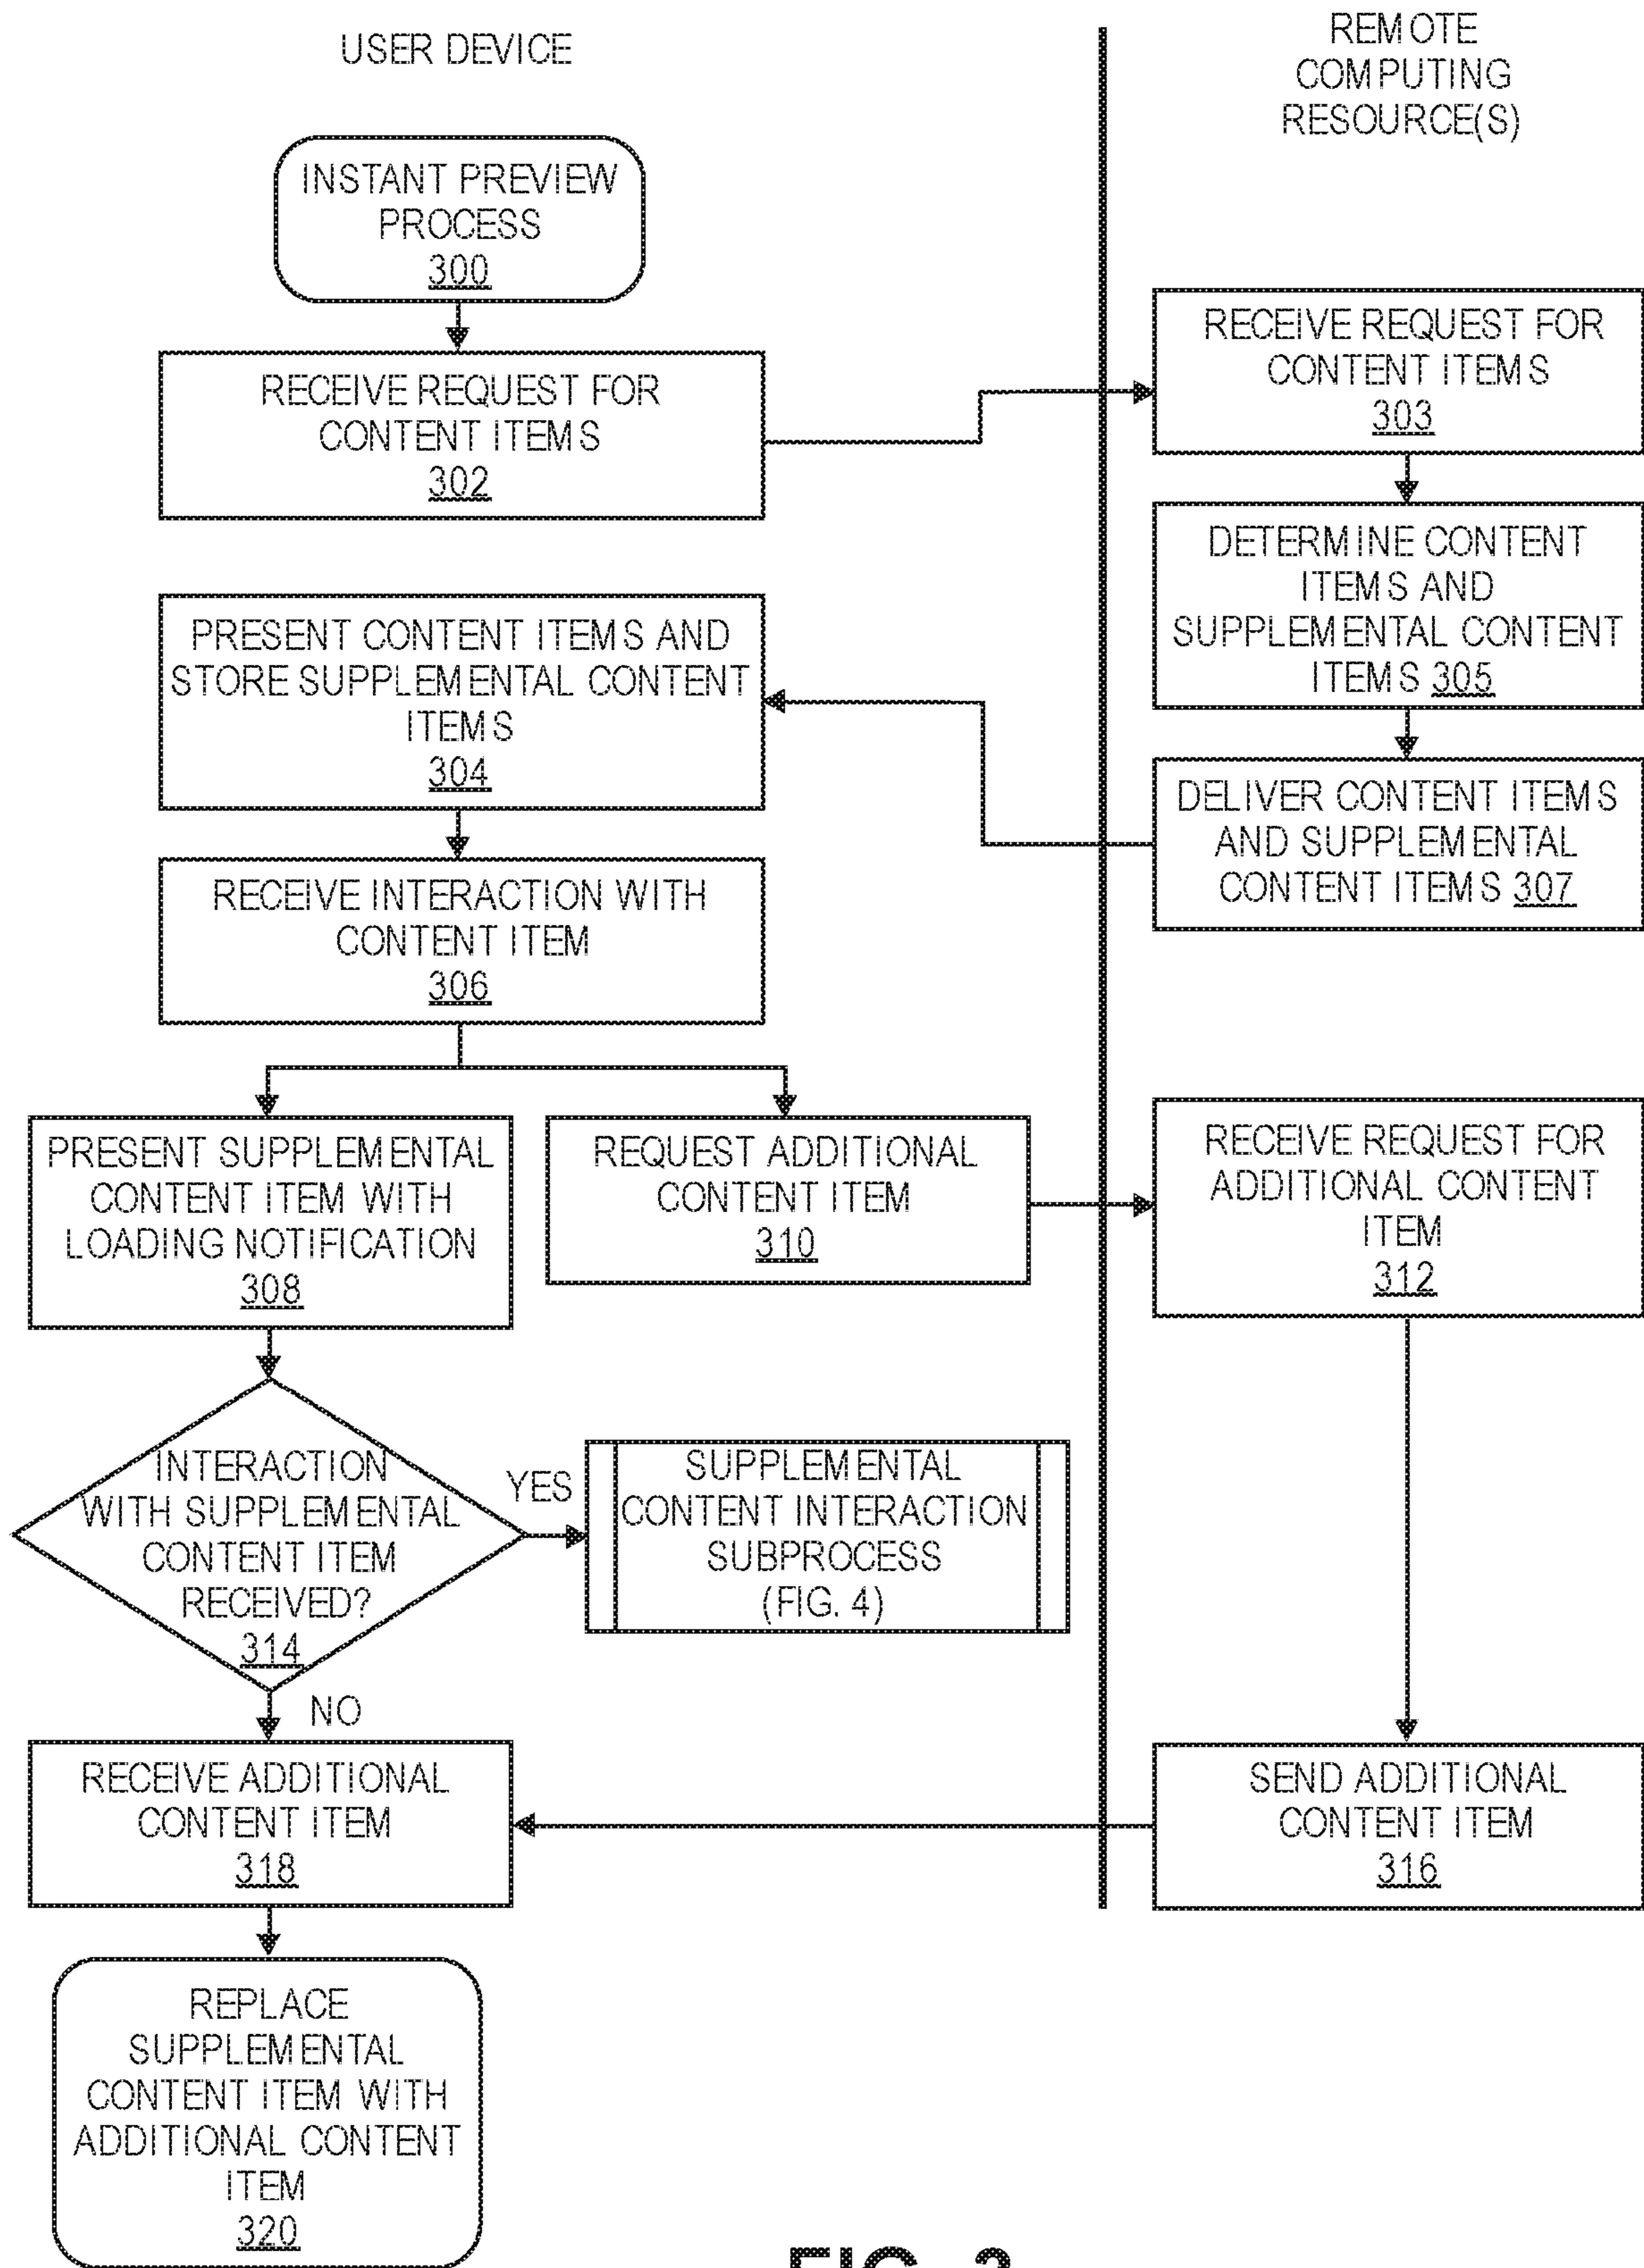 USER DEVICE
REMOTE
COMPUTING
RESOURCE(S)
INSTANT PREVIEW
PROCESS
300
RECEIVE REQUEST FOR
CONTENT ITEMS
302
RECEIVE REQUEST FOR
CONTENT ITEMS
303
DETERMINE CONTENT
ITEMS AND
SUPPLEMENTAL CONTENT
ITEMS 305
PRESENT CONTENT ITEMS AND
STORE SUPPLEMENTAL CONTENT
ITEMS
304
DELIVER CONTENT ITEMS
AND SUPPLEMENTAL
CONTENT ITEMS 307
RECEIVE INTERACTION WITH
CONTENT ITEM
306
PRESENT SUPPLEMENTAL
CONTENT ITEM WITH
LOADING NOTIFICATION
308
REQUEST ADDITIONAL
CONTENT ITEM
310
RECEIVE REQUEST FOR
ADDITIONAL CONTENT
ITEM
312
INTERACTION
WITH SUPPLEMENTAL
CONTENT ITEM
RECEIVED?
314
YES
SUPPLEMENTAL
CONTENT INTERACTION
SUBPROCESS
(FIG. 4)
NO
RECEIVE ADDITIONAL
CONTENT ITEM
318
SEND ADDITIONAL
CONTENT ITEM
316
REPLACE
SUPPLEMENTAL
CONTENT ITEM WITH
ADDITIONAL CONTENT
ITEM
320
FIG.